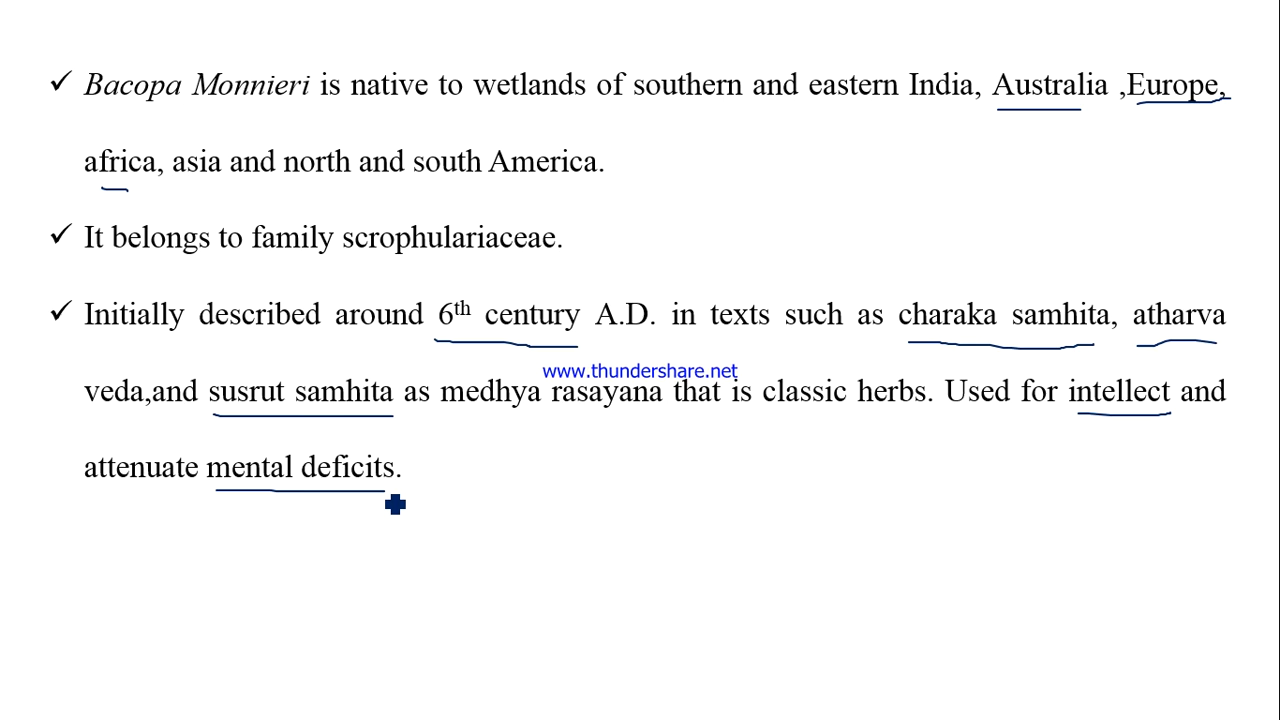 ✓ Bacopa Monnieri is native to wetlands of southern and eastern India, Australia ,Europe,
africa, asia and north and south America.
✓ It belongs to family scrophulariaceae.
✓ Initially described around 6th century A.D. in texts such as charaka samhita, atharva
www.thundershare.net
veda,and susrut samhita as medhya rasayana that is classic herbs. Used for intellect and
attenuate mental deficits.